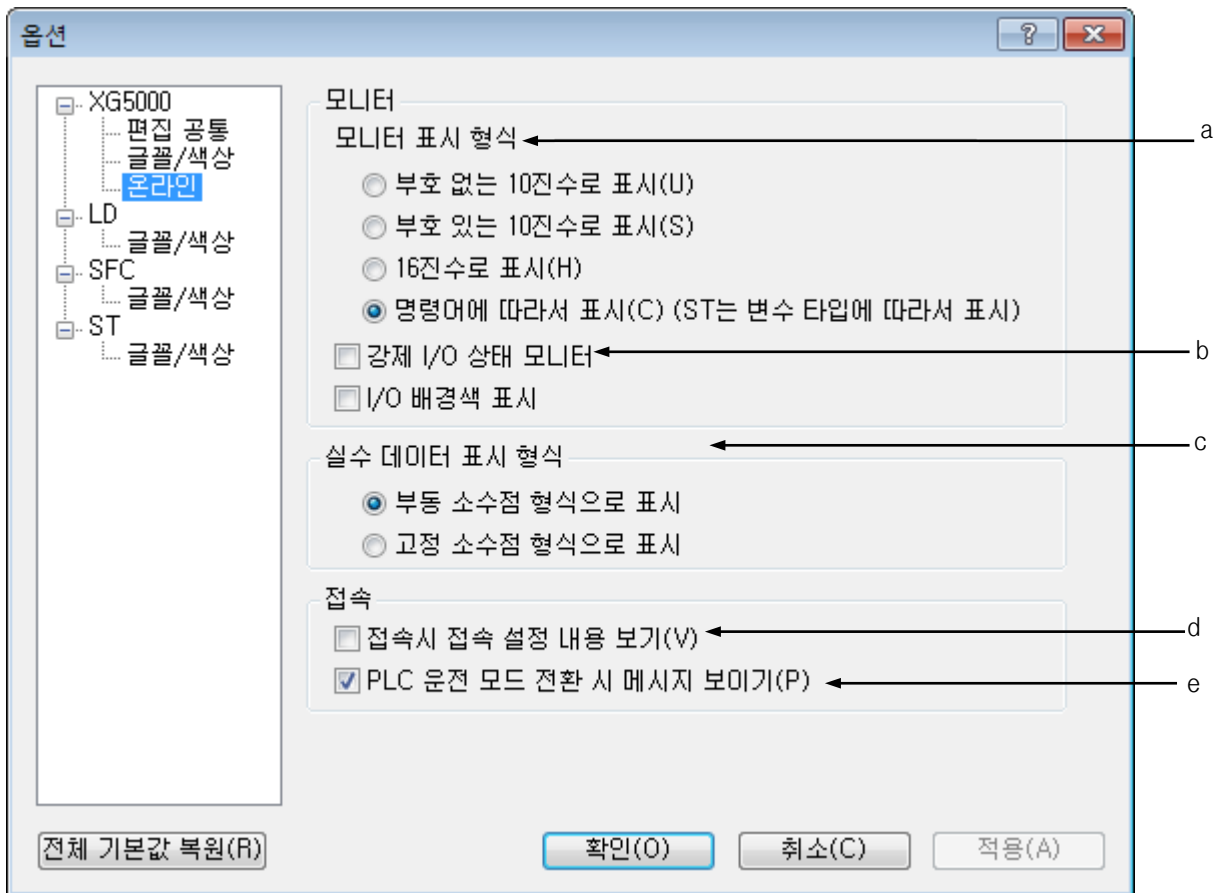 옵션
XG5000
편집 공통
글꼴/색상
온라인
LD
글꼴/색상
SFC
글꼴/색상
ST
글꼴/색상
모니터
모니터 표시 형식
a
부호 없는 10진수로 표시(U)
부호 있는 10진수로 표시(S)
16진수로 표시(H)
명령어에 따라서 표시(C) (ST는 변수 타입에 따라서 표시)
강제 I/O 상태 모니터
b
I/O 배경색 표시
c
실수 데이터 표시 형식
부동 소수점 형식으로 표시
고정 소수점 형식으로 표시
접속
접속시 접속 설정 내용 보기(V)
d
PLC 운전 모드 전환 시 메시지 보이기(P)
e
전체 기본값 복원(R)
확인(O)
취소(C)
적용(A)